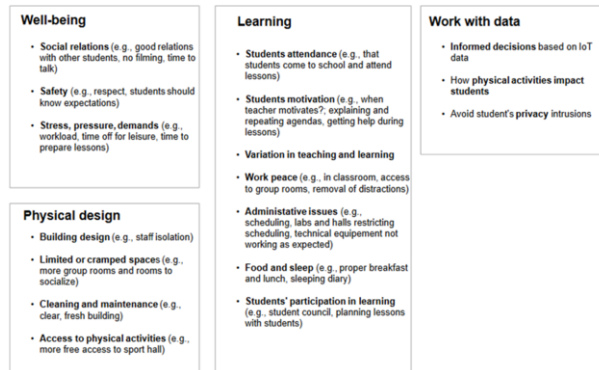 Well-being
• Social relations (e.g., good relations
with other students, no filming, time to
talk)
• Safety (e.g., respect, students should
know expectations)
• Stress, pressure, demands (e.g.,
workload, time off for leisure, time to
prepare lessons)
Physical design
• Building design (e.g., staff isolation)
• Limited or cramped spaces (e.g.,
more group rooms and rooms to
socialize)
• Cleaning and maintenance (e.g.,
clear, fresh building)
• Access to physical activities (e.g.,
more free access to sport hall)
Learning
• Students attendance (e.g., that
students come to school and attend
lessons)
• Students motivation (e.g., when
teacher motivates?; explaining and
repeating agendas, getting help during
lessons)
• Variation in teaching and learning
• Work peace (e.g., in classroom, access
to group rooms, removal of distractions)
• Administative issues (e.g.,
scheduling, labs and halls restricting
scheduling, technical equipement not
working as expected)
• Food and sleep (e.g., proper breakfast
and lunch, sleeping diary)
• Students' participation in learning
(e.g., student council, planning lessons
with students)
Work with data
• Informed decisions based on IoT
data
• How physical activities impact
students
• Avoid student's privacy intrusions